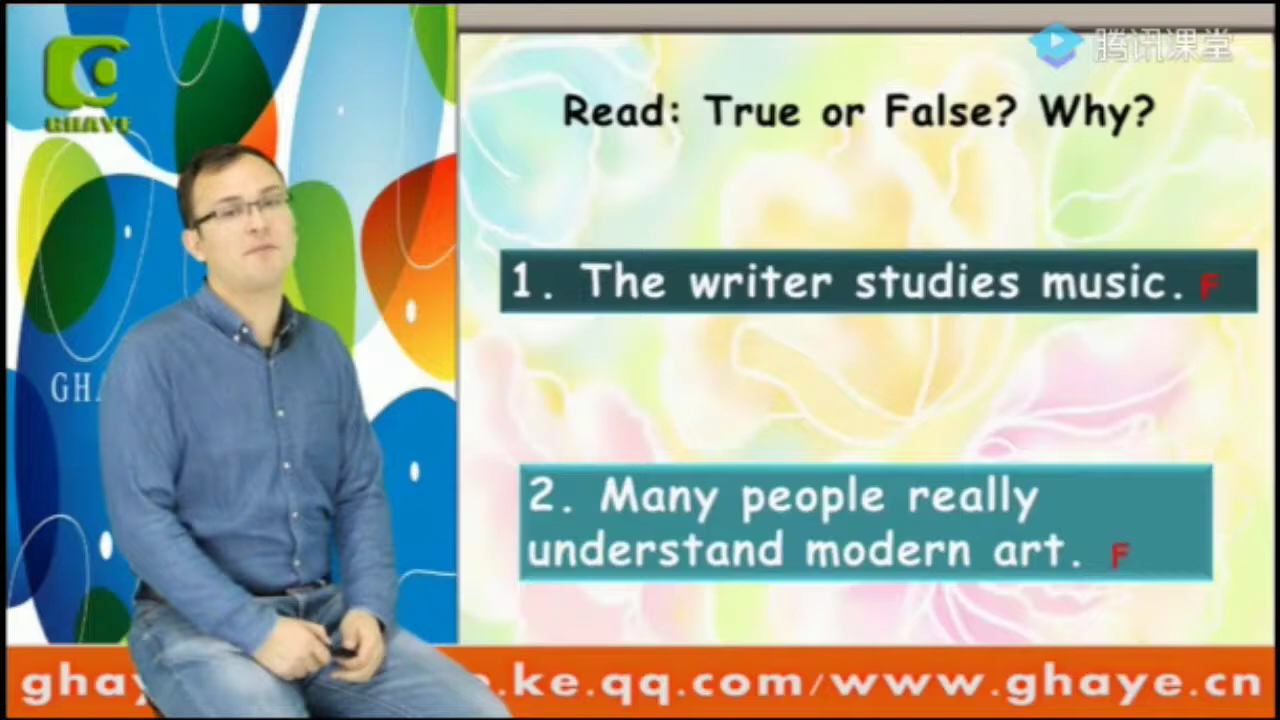 GHAYE
腾讯课堂
Read: True or False? Why?
1. The writer studies music. F
GHA
2. Many people really
understand modern art. F
ghay .ke.qq.com/www.ghaye.cn